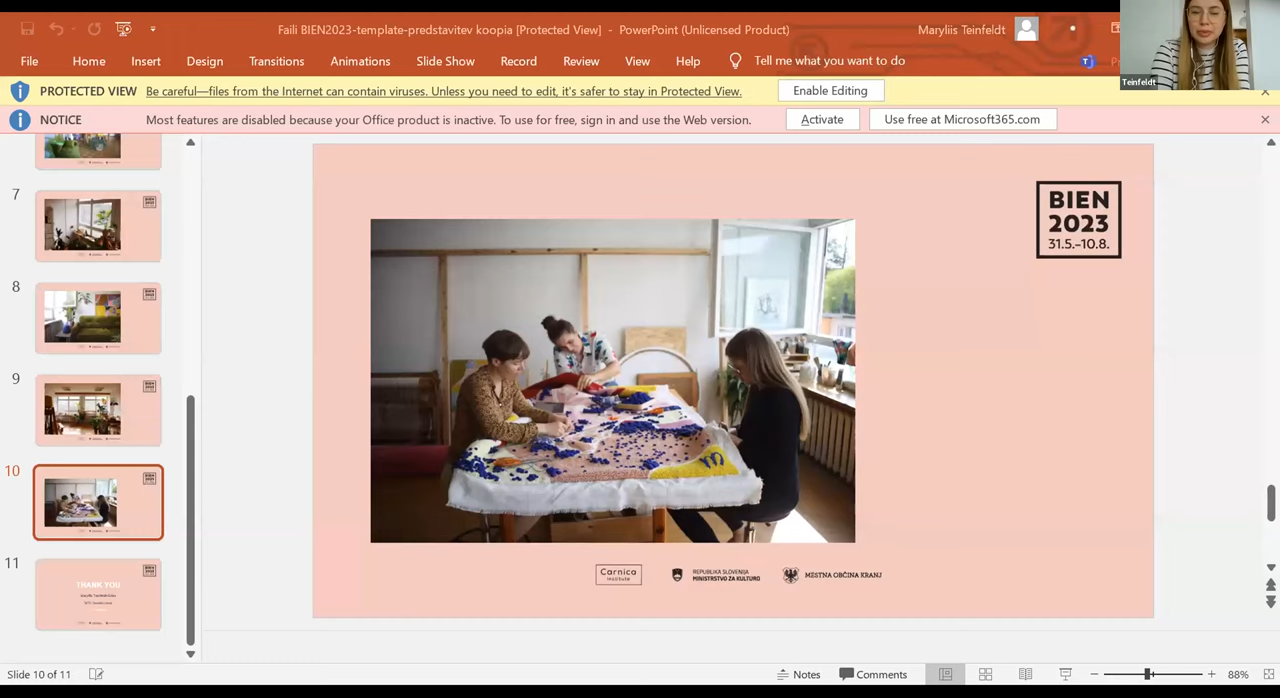 Faili BIEN2023-template-predstavitev koopia [Protected View] - PowerPoint (Unlicensed Product)
Maryliis Teinfeldt
File Home Insert Design Transitions Animations Slide Show Record Review View Help Tell me what you want to do
Teinfeldt
PROTECTED VIEW Be careful—files from the Internet can contain viruses. Unless you need to edit, it's safer to stay in Protected View. Enable Editing
NOTICE Most features are disabled because your Office product is inactive. To use for free, sign in and use the Web version. Activate Use free at Microsoft365.com
7
8
9
10
11
THANK YOU
BIEN
2023
31.5.–10.8.
Carnica
Institute
REPUBLIKA SLOVENIJA
MINISTRSTVO ZA KULTURO
MESTNA OBČINA KRANJ
Slide 10 of 11
Notes Comments 88%